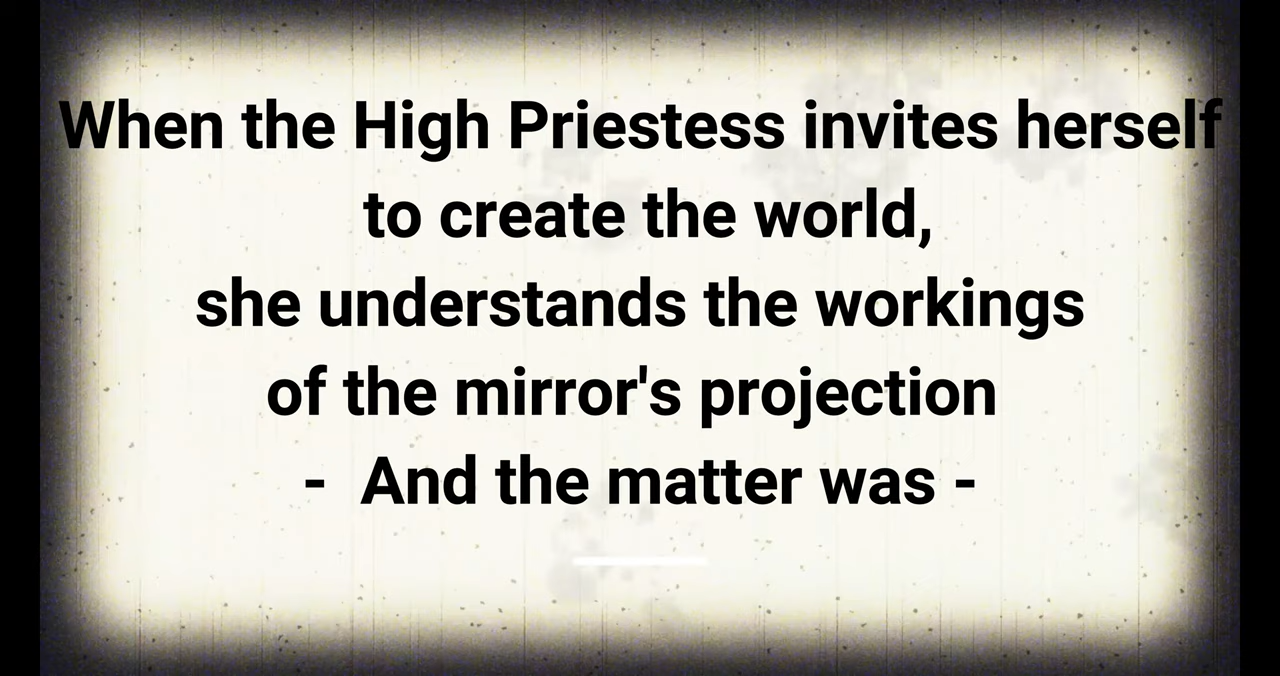 When the High Priestess invites herself
to create the world,
she understands the workings
of the mirror's projection
- And the matter was -